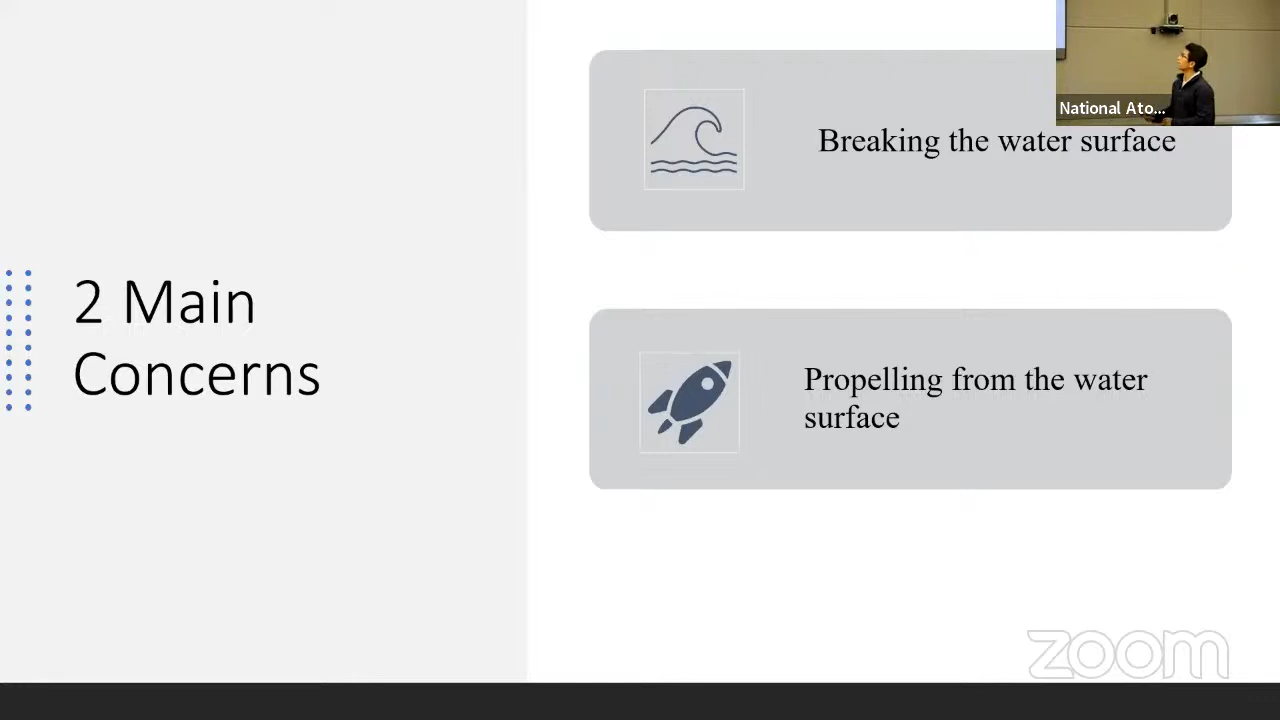 National Ato...
Breaking the water surface
2 Main
Concerns
Propelling from the water
surface
zoom